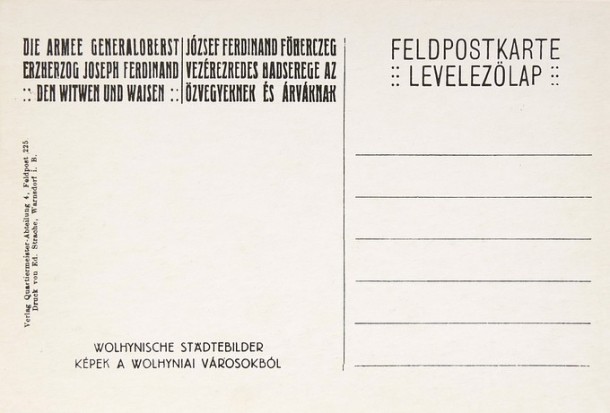 DIE ARMEE GENERALOBERST
ERZHERZOG JOSEPH FERDINAND
:: DEN WITWEN UND WAISEN ::
JÓZSEF FERDINAND FŐHERCZEG
VEZÉREZREDES HADSEREGE AZ
ÖZVEGYEKNEK ÉS ÁRVÁKNAK
FELDPOSTKARTE
:: LEVELEZŐLAP ::
Verlag Quartiermeister-Abteilung 4, Feldpost 225
Druck von Ed. Strache, Warnsdorf i. B.
WOLHYNISCHE STÄDTEBILDER
KÉPEK A WOLHYNIAI VÁROSOKBÓL